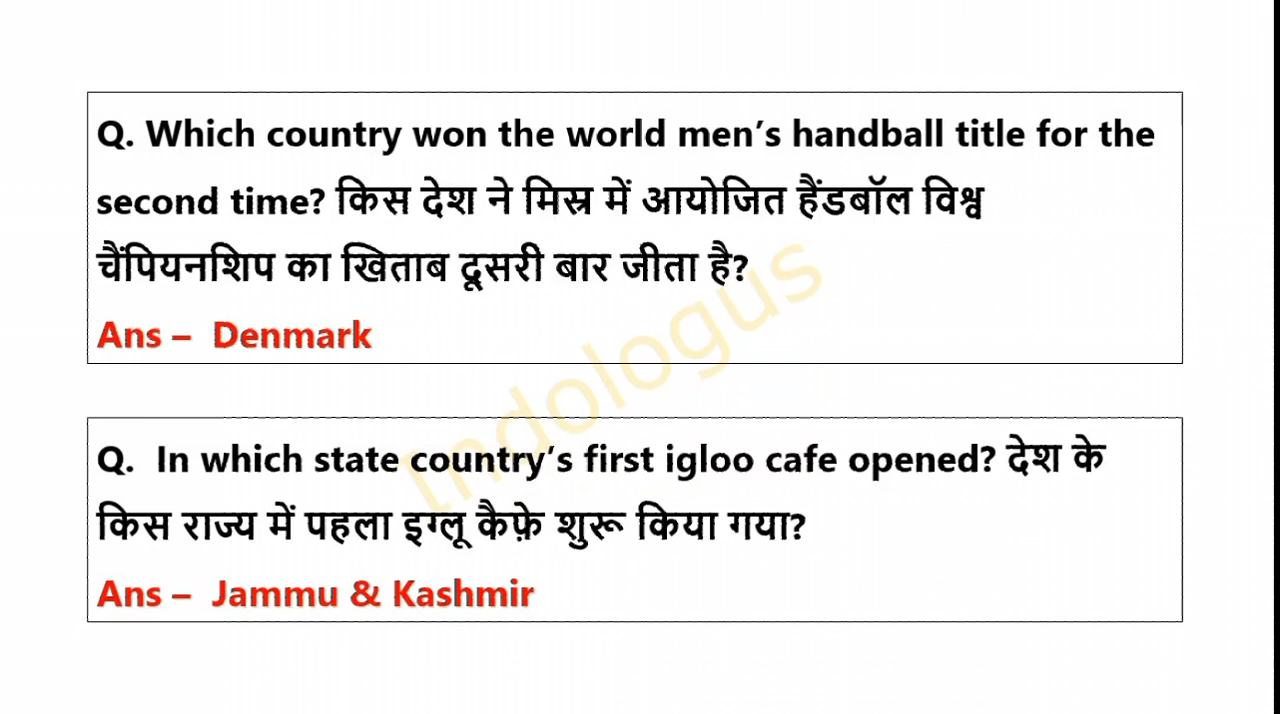 Q. Which country won the world men’s handball title for the
second time? किस देश ने मिस्र में आयोजित हैंडबॉल विश्व
चैंपियनशिप का खिताब दूसरी बार जीता है?
Ans – Denmark
Indologus
Q. In which state country’s first igloo cafe opened? देश के
किस राज्य में पहला इग्लू कैफ़े शुरू किया गया?
Ans – Jammu & Kashmir